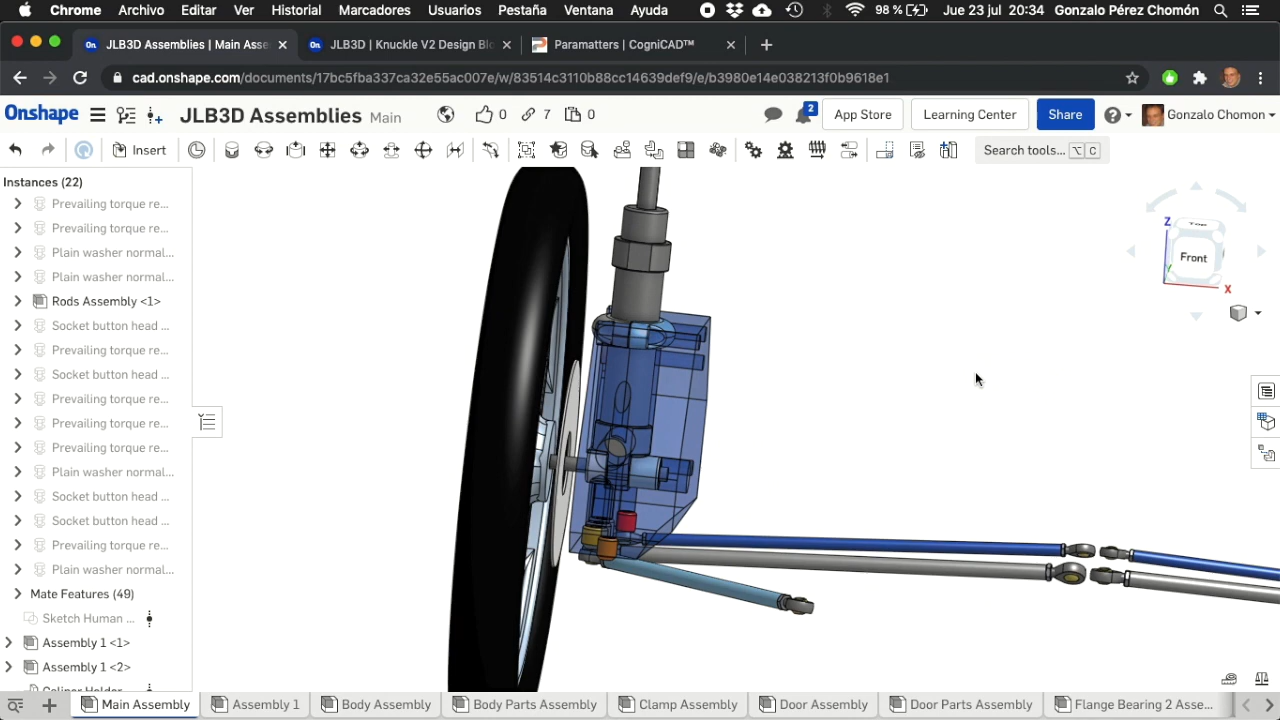 Chrome Archivo Editar Ver Historial Marcadores Usuarios Pestaña Ventana Ayuda 98 % Jue 23 jul 20:34 Gonzalo Pérez Chomón
On JLB3D Assemblies | Main Asse On JLB3D | Knuckle V2 Design Blo Paramatters | CogniCAD™
cad.onshape.com/documents/17bc5fba337ca32e55ac007e/w/83514c3110b88cc14639def9/e/b3980e14e038213f0b9618e1
Onshape JLB3D Assemblies Main 0 7 0 2 App Store Learning Center Share Gonzalo Chomon
Insert Search tools... ⌥ C
Instances (22)
Prevailing torque re...
Prevailing torque re...
Plain washer normal...
Plain washer normal...
Rods Assembly <1>
Socket button head ...
Prevailing torque re...
Socket button head ...
Prevailing torque re...
Prevailing torque re...
Prevailing torque re...
Plain washer normal...
Socket button head ...
Socket button head ...
Prevailing torque re...
Plain washer normal...
Mate Features (49)
Sketch Human ...
Assembly 1 <1>
Assembly 1 <2>
Caliper Holder
Top
Z
Front
X
Main Assembly Assembly 1 Body Assembly Body Parts Assembly Clamp Assembly Door Assembly Door Parts Assembly Flange Bearing 2 Asse...